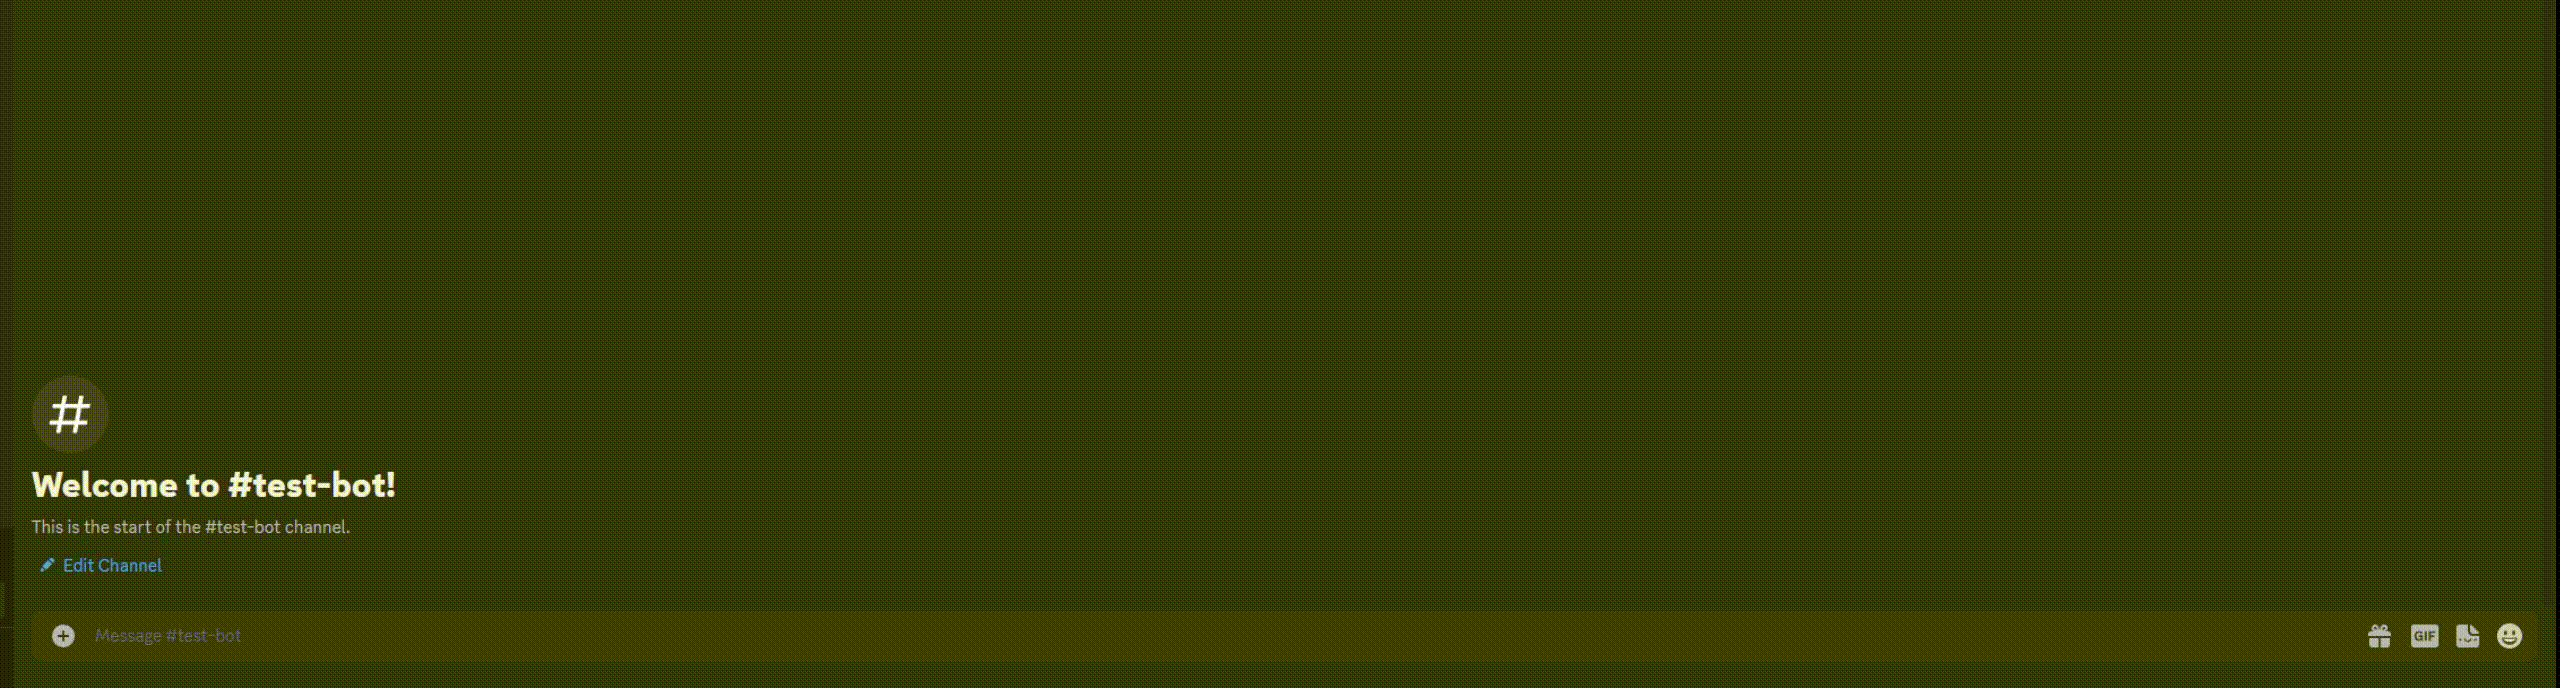 #
Welcome to #test-bot!
This is the start of the #test-bot channel.
Edit Channel
Message #test-bot
GIF